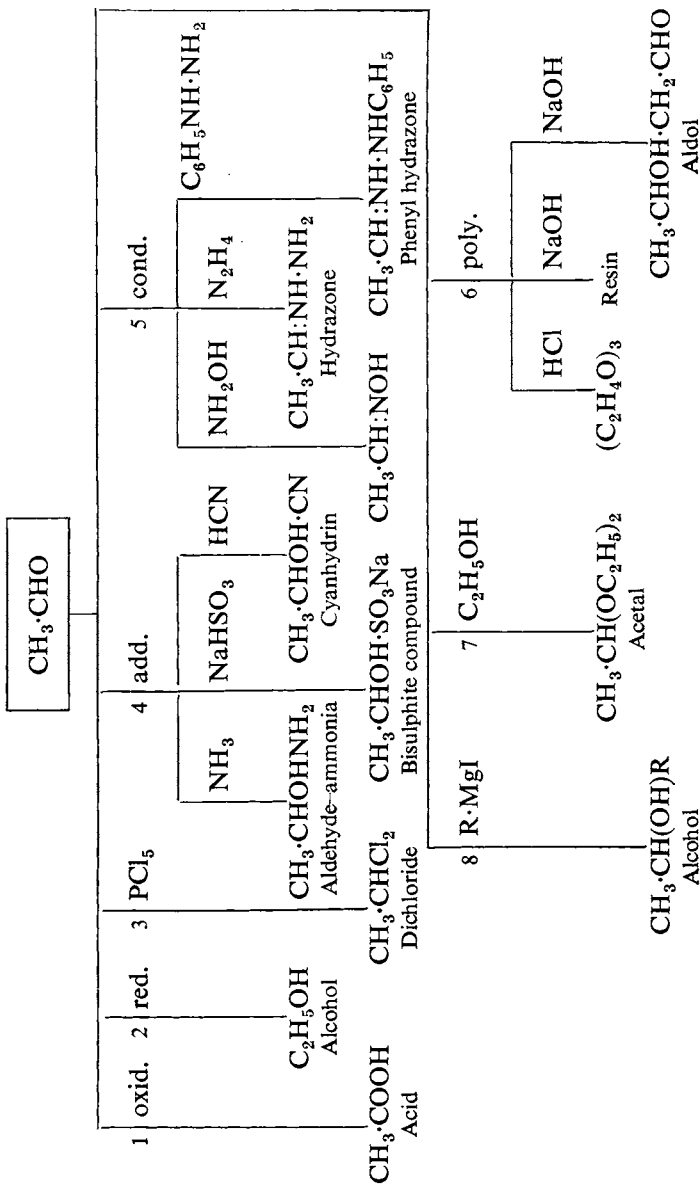 CH₃·CHO
1 oxid.
CH₃·COOH
Acid
2 red.
C₂H₅OH
Alcohol
3 PCl₅
CH₃·CHCl₂
Dichloride
4 add.
NH₃
CH₃·CHOHNH₂
Aldehyde–ammonia
NaHSO₃
CH₃·CHOH·SO₃Na
Bisulphite compound
HCN
CH₃·CHOH·CN
Cyanhydrin
5 cond.
NH₂OH
CH₃·CH:NOH
N₂H₄
CH₃·CH:NH·NH₂
Hydrazone
C₆H₅NH·NH₂
CH₃·CH:NH·NHC₆H₅
Phenyl hydrazone
8 R·MgI
CH₃·CH(OH)R
Alcohol
7 C₂H₅OH
CH₃·CH(OC₂H₅)₂
Acetal
6 poly.
HCl
(C₂H₄O)₃
NaOH
Resin
NaOH
CH₃·CHOH·CH₂·CHO
Aldol